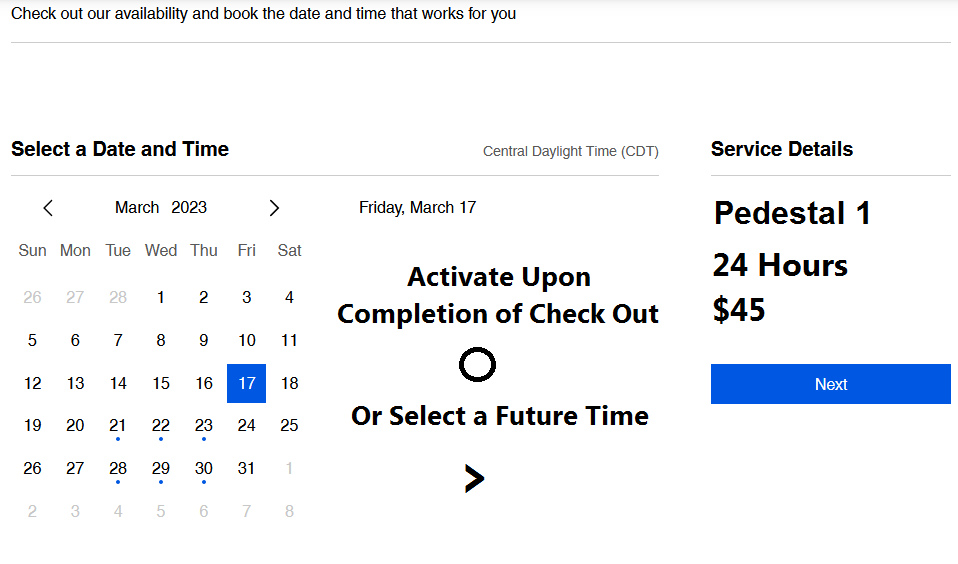 Check out our availability and book the date and time that works for you
Select a Date and Time
Central Daylight Time (CDT)
Service Details
March 2023
Friday, March 17
Pedestal 1
Sun Mon Tue Wed Thu Fri Sat
24 Hours
Activate Upon
Completion of Check Out
$45
26 27 28 1 2 3 4
5 6 7 8 9 10 11
12 13 14 15 16 17 18
Next
Or Select a Future Time
19 20 21 22 23 24 25
26 27 28 29 30 31 1
2 3 4 5 6 7 8